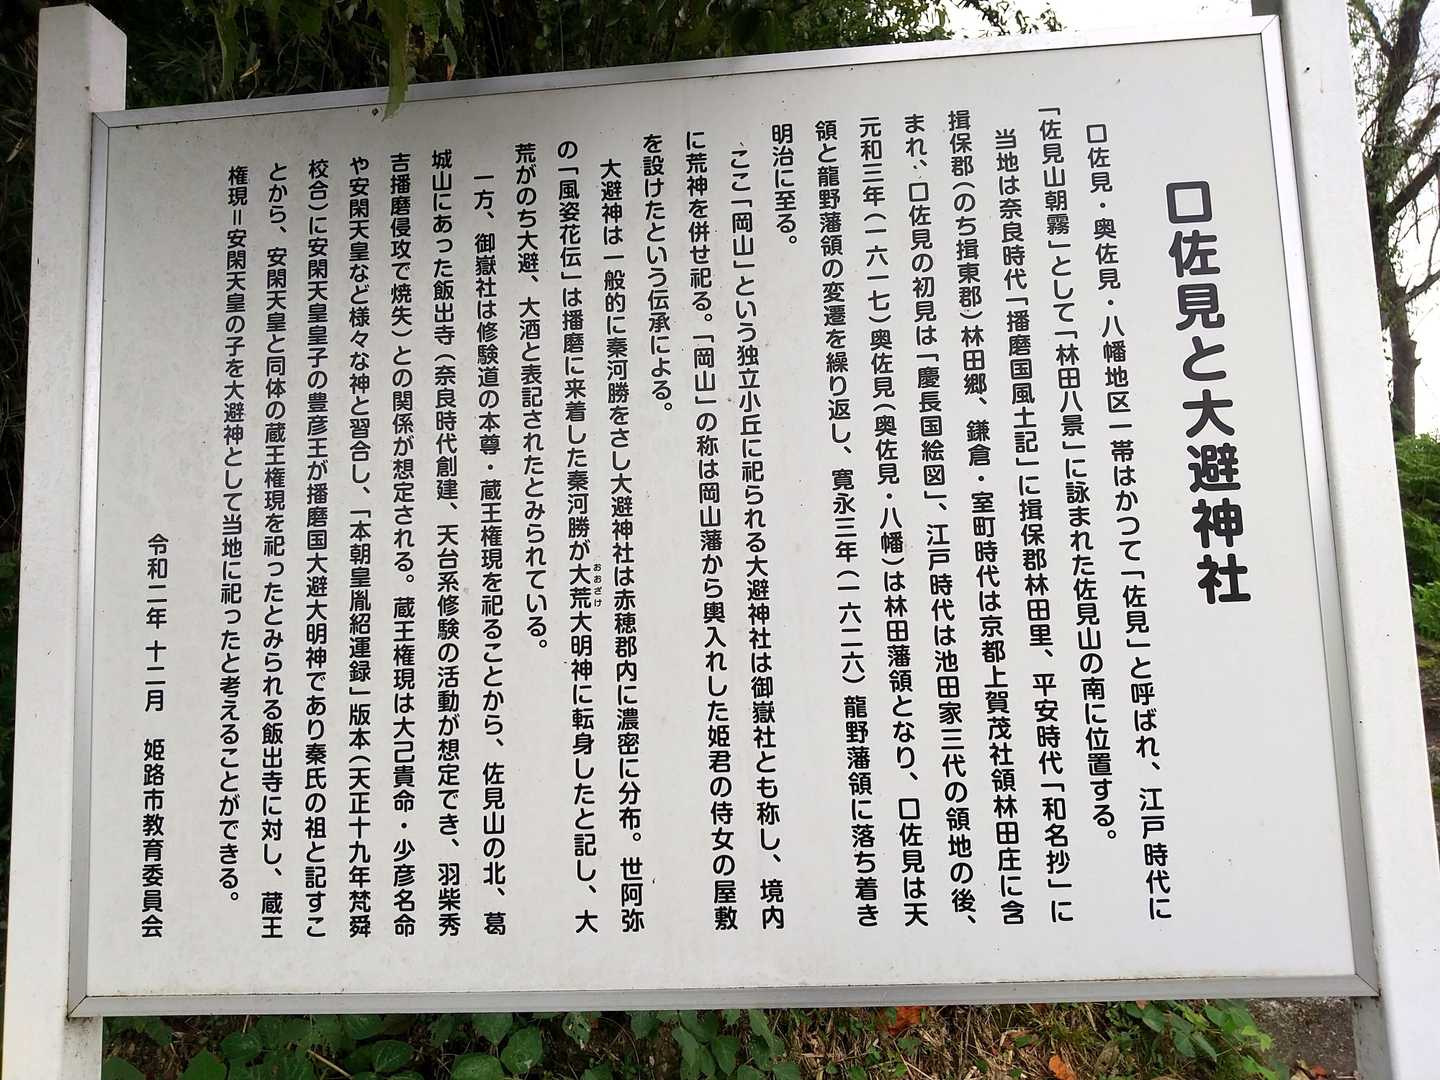 口佐見と大避神社
口佐見・奥佐見・八幡地区一帯はかつて「佐見」と呼ばれ、江戸時代に
「佐見山朝霧」として「林田八景」に詠まれた佐見山の南に位置する。
当地は奈良時代「播磨国風土記」に揖保郡林田里、平安時代「和名抄」に
揖保郡(のち揖東郡)林田郷、鎌倉・室町時代は京都上賀茂社領林田庄に含
まれ、口佐見の初見は「慶長国絵図」、江戸時代は池田家三代の領地の後、
元和三年(一六一七)奥佐見(奥佐見・八幡)は林田藩領となり、口佐見は天
領と龍野藩領の変遷を繰り返し、寛永三年(一六二六)龍野藩領に落ち着き
明治に至る。
ここ「岡山」という独立小丘に祀られる大避神社は御嶽社とも称し、境内
に荒神を併せ祀る。「岡山」の称は岡山藩から輿入れした姫君の侍女の屋敷
を設けたという伝承による。
大避神は一般的に秦河勝をさし大避神社は赤穂郡内に濃密に分布。世阿弥
の「風姿花伝」は播磨に来着した秦河勝が大荒大明神に転身したと記し、大
おおざけ
荒がのち大避、大酒と表記されたとみられている。
一方、御嶽社は修験道の本尊・蔵王権現を祀ることから、佐見山の北、葛
城山にあった飯出寺(奈良時代創建、天台系修験の活動が想定でき、羽柴秀
吉播磨侵攻で焼失)との関係が想定される。蔵王権現は大己貴命・少彦名命
や安閑天皇など様々な神と習合し、「本朝皇胤紹運録」版本(天正十九年梵舜
校合)に安閑天皇皇子の豊彦王が播磨国大避大明神であり秦氏の祖と記すこ
とから、安閑天皇と同体の蔵王権現を祀ったとみられる飯出寺に対し、蔵王
権現=安閑天皇の子を大避神として当地に祀ったと考えることができる。
令和二年 十二月 姫路市教育委員会